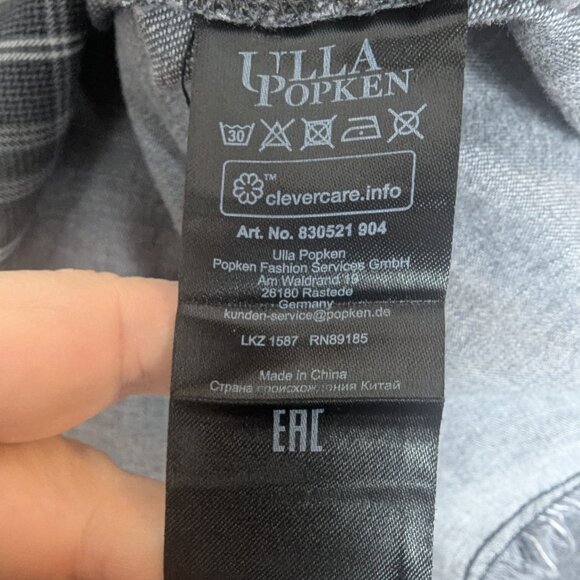 ULLA
POPKEN
30
clevercare.info
TM
Art. No. 830521 904
Ulla Popken
Popken Fashion Services GmbH
Am Waldrand 19
26180 Rastede
Germany
kunden-service@popken.de
LKZ 1587 RN89185
Made in China
Страна происхождения Китай
EAC